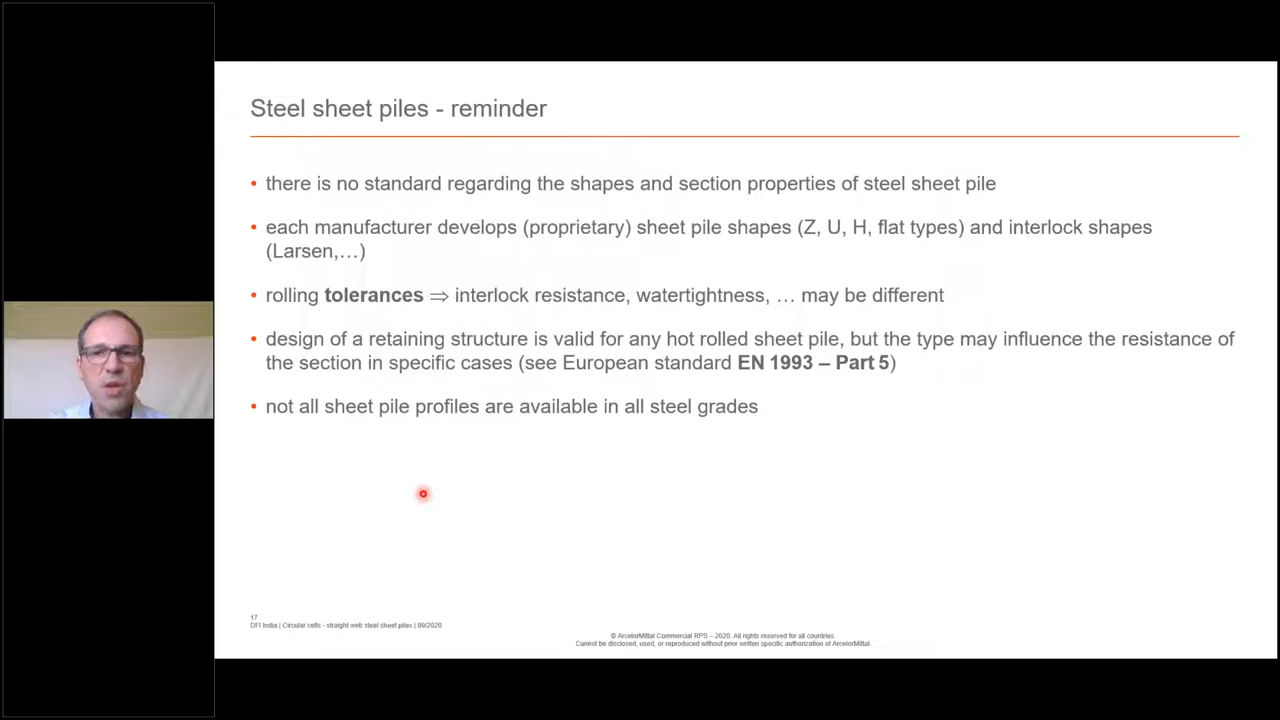 Steel sheet piles - reminder
• there is no standard regarding the shapes and section properties of steel sheet pile
• each manufacturer develops (proprietary) sheet pile shapes (Z, U, H, flat types) and interlock shapes
(Larsen,…)
• rolling tolerances ⇒ interlock resistance, watertightness, … may be different
• design of a retaining structure is valid for any hot rolled sheet pile, but the type may influence the resistance of
the section in specific cases (see European standard EN 1993 – Part 5)
• not all sheet pile profiles are available in all steel grades
17
DFI India | Circular cells - straight web steel sheet piles | 09/2020
© ArcelorMittal Commercial RPS – 2020. All rights reserved for all countries.
Cannot be disclosed, used, or reproduced without prior written specific authorization of ArcelorMittal.